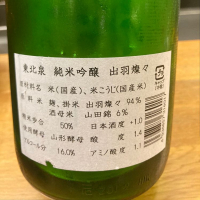 東北泉 純米吟醸 出羽燦々
原材料名 米(国産)、米こうじ(国産米)
原料米 麹、掛米 出羽燦々 94%
酒母米 山田錦 6%
精米歩合 50% 日本酒度 +1.0
使用酵母 山形酵母 酸度 1.4
アルコール分 16.0% アミノ酸度 1.1